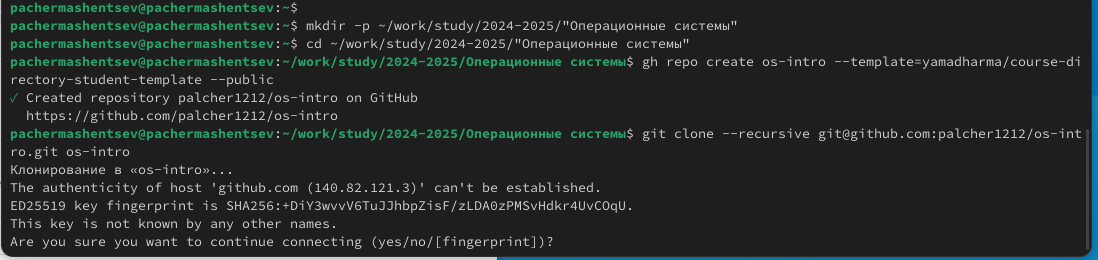 pachermashentsev@pachermashentsev:~$
pachermashentsev@pachermashentsev:~$ mkdir -p ~/work/study/2024-2025/"Операционные системы"
pachermashentsev@pachermashentsev:~$ cd ~/work/study/2024-2025/"Операционные системы"
pachermashentsev@pachermashentsev:~/work/study/2024-2025/Операционные системы$ gh repo create os-intro --template=yamadharma/course-di
rectory-student-template --public
✓ Created repository palcher1212/os-intro on GitHub
  https://github.com/palcher1212/os-intro
pachermashentsev@pachermashentsev:~/work/study/2024-2025/Операционные системы$ git clone --recursive git@github.com:palcher1212/os-int
ro.git os-intro
Клонирование в «os-intro»...
The authenticity of host 'github.com (140.82.121.3)' can't be established.
ED25519 key fingerprint is SHA256:+DiY3wvvV6TuJJhbpZisF/zLDA0zPMSvHdkr4UvCOqU.
This key is not known by any other names.
Are you sure you want to continue connecting (yes/no/[fingerprint])?